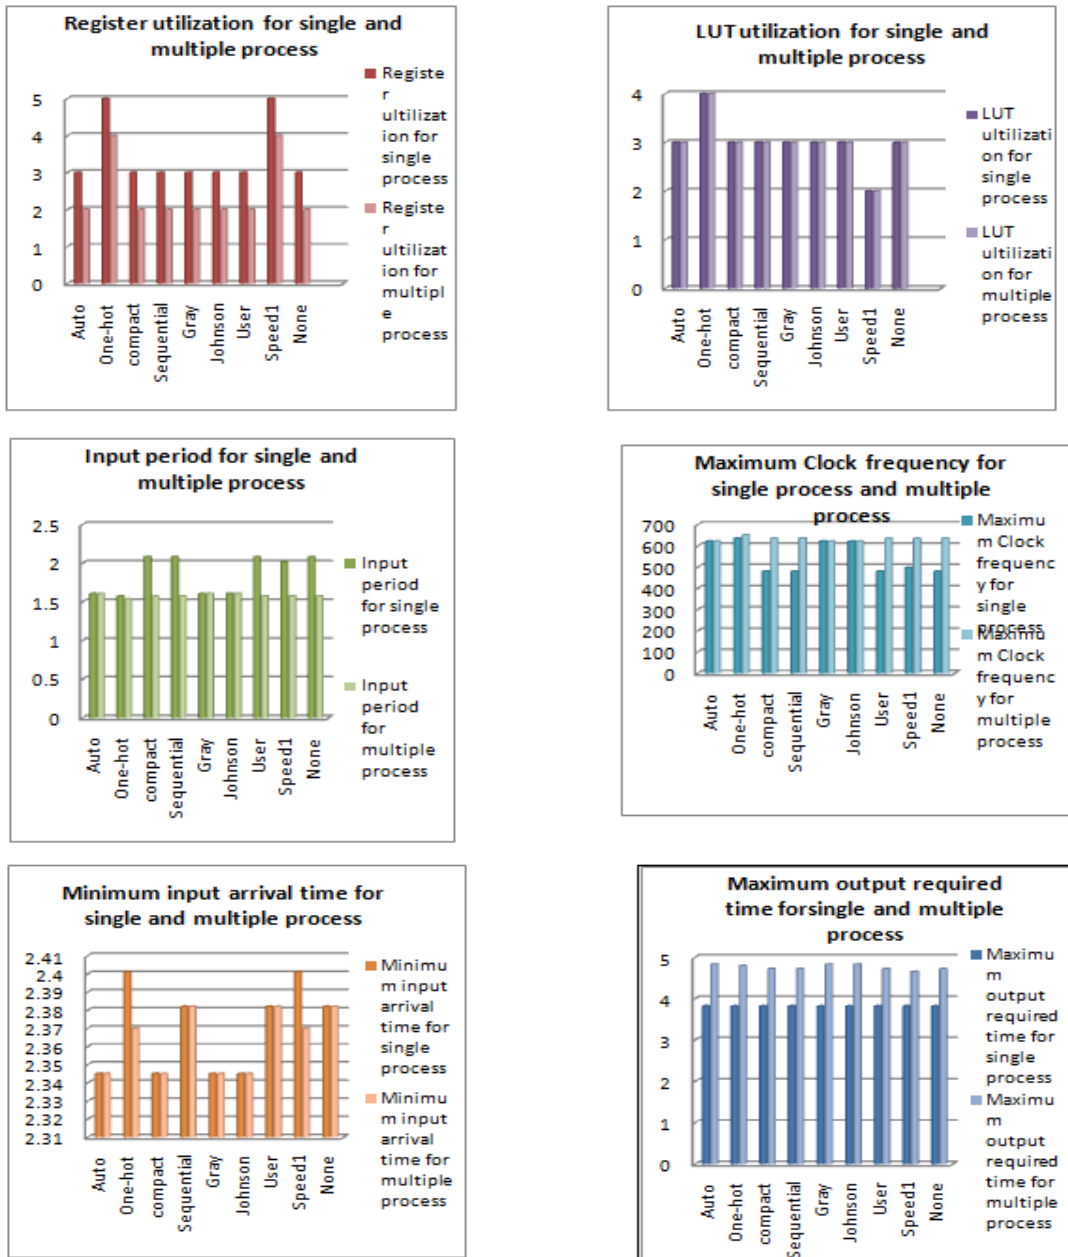 Register utilization for single and
multiple process
5
4
3
2
1
0
Auto
One-hot
compact
Sequential
Gray
Johnson
User
Speed1
None
Registe
r
ultilizat
ion for
single
process
Registe
r
ultilizat
ion for
multipl
e
process
LUT utilization for single and
multiple process
4
3
2
1
0
Auto
One-hot
compact
Sequential
Gray
Johnson
User
Speed1
None
LUT
ultilizati
on for
single
process
LUT
ultilizati
on for
multiple
process
Input period for single and
multiple process
2.5
2
1.5
1
0.5
0
Auto
One-hot
compact
Sequential
Gray
Johnson
User
Speed1
None
Input
period
for single
process
Input
period
for
multiple
process
Maximum Clock frequency for
single process and multiple
process
700
600
500
400
300
200
100
0
Auto
One-hot
compact
Sequential
Gray
Johnson
User
Speed1
None
Maximu
m Clock
frequenc
y for
single
process
Maximu
m Clock
frequenc
y for
multiple
process
Minimum input arrival time for
single and multiple process
2.41
2.4
2.39
2.38
2.37
2.36
2.35
2.34
2.33
2.32
2.31
Auto
One-hot
compact
Sequential
Gray
Johnson
User
Speed1
None
Minimu
m input
arrival
time for
single
process
Minimu
m input
arrival
time for
multiple
process
Maximum output required
time forsingle and multiple
process
5
4
3
2
1
0
Auto
One-hot
compact
Sequential
Gray
Johnson
User
Speed1
None
Maximu
m
output
required
time for
single
process
Maximu
m
output
required
time for
multiple
process